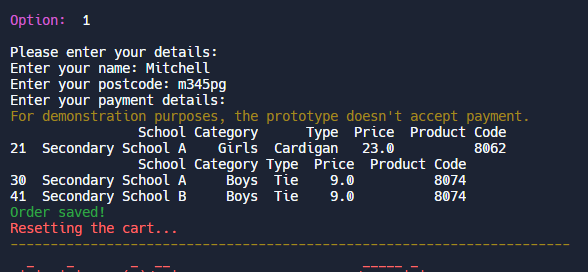 Option:  1
Please enter your details:
Enter your name: Mitchell
Enter your postcode: m345pg
Enter your payment details:
For demonstration purposes, the prototype doesn't accept payment.
                School Category      Type  Price  Product Code
21  Secondary School A    Girls  Cardigan   23.0          8062
                School Category Type  Price  Product Code
30  Secondary School A     Boys  Tie    9.0          8074
41  Secondary School B     Boys  Tie    9.0          8074
Order saved!
Resetting the cart...
----------------------------------------------------------------------